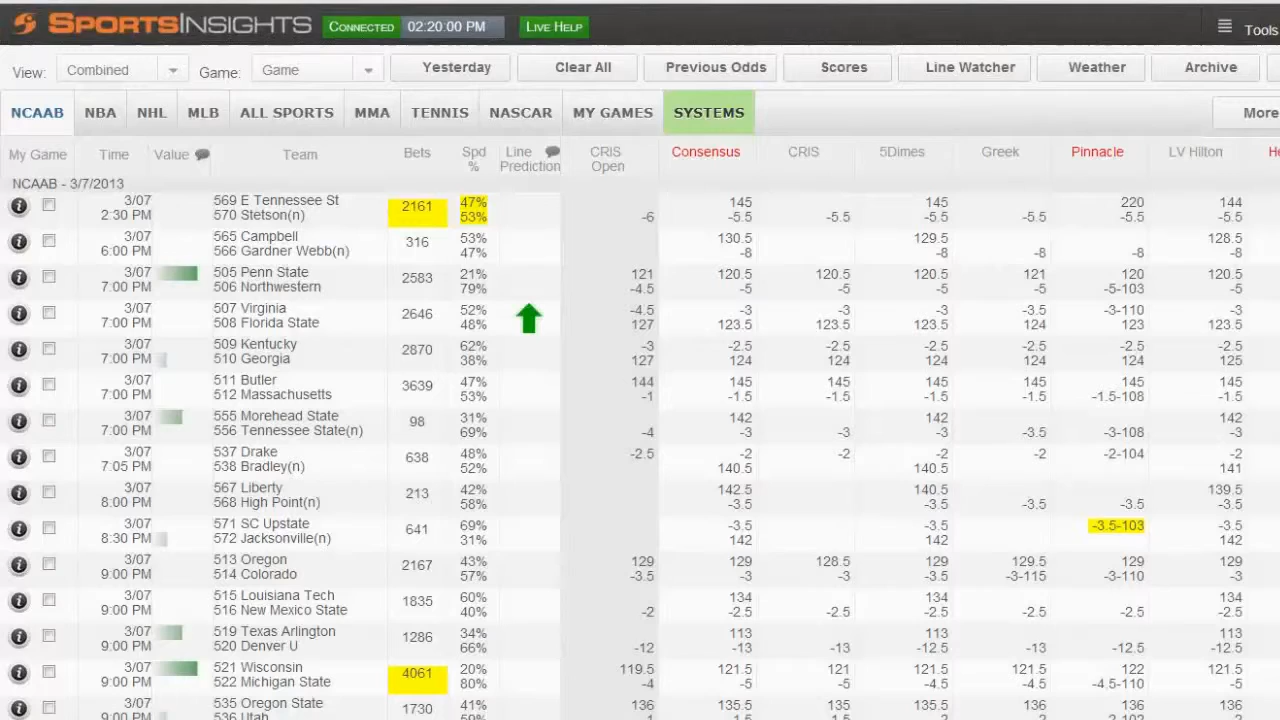 SPORTSINSIGHTS CONNECTED 02:20:00 PM LIVE HELP Tools
View: Combined Game: Game Yesterday Clear All Previous Odds Scores Line Watcher Weather Archive
NCAAB NBA NHL MLB ALL SPORTS MMA TENNIS NASCAR MY GAMES SYSTEMS More
My Game Time Value Team Bets Spd % Line Prediction CRIS Open Consensus CRIS 5Dimes Greek Pinnacle LV Hilton
NCAAB - 3/7/2013
3/07 569 E Tennessee St 2161 47% 145 145 220 144
2:30 PM 570 Stetson(n) 53% -6 -5.5 -5.5 -5.5 -5.5 -5.5 -5.5
3/07 565 Campbell 316 53% 130.5 129.5 128.5
6:00 PM 566 Gardner Webb(n) 47% -8 -8 -8 -8
3/07 505 Penn State 2583 21% 121 120.5 120.5 120.5 121 120 120.5
7:00 PM 506 Northwestern 79% -4.5 -5 -5 -5 -5 -5-103 -5
3/07 507 Virginia 2646 52% -4.5 -3 -3 -3 -3.5 -3-110 -3
7:00 PM 508 Florida State 48% 127 123.5 123.5 123.5 124 123 123.5
3/07 509 Kentucky 2870 62% -3 -2.5 -2.5 -2.5 -2.5 -2.5 -2.5
7:00 PM 510 Georgia 38% 127 124 124 124 124 124 125
3/07 511 Butler 3639 47% 144 145 145 145 145 145 145
7:00 PM 512 Massachusetts 53% -1 -1.5 -1.5 -1.5 -1.5 -1.5-108 -1.5
3/07 555 Morehead State 98 31% 142 142 142
7:00 PM 556 Tennessee State(n) 69% -4 -3 -3 -3 -3.5 -3-108 -3
3/07 537 Drake 638 48% -2.5 -2 -2 -2 -2 -2-104 -2
7:05 PM 538 Bradley(n) 52% 140.5 140.5 141
3/07 567 Liberty 213 42% 142.5 140.5 139.5
8:00 PM 568 High Point(n) 58% -3.5 -3.5 -3.5 -3.5 -3.5
3/07 571 SC Upstate 641 69% -3.5 -3.5 -3.5-103 -3.5
8:30 PM 572 Jacksonville(n) 31% 142 142 142
3/07 513 Oregon 2167 43% 129 129 128.5 129 129.5 129 129
9:00 PM 514 Colorado 57% -3.5 -3 -3 -3.5 -3-115 -3-110 -3
3/07 515 Louisiana Tech 1835 60% 134 134 134
9:00 PM 516 New Mexico State 40% -2 -2.5 -2.5 -2.5 -2.5 -2.5 -2.5
3/07 519 Texas Arlington 1286 34% 113 113 113
9:00 PM 520 Denver U 66% -12 -13 -13 -12.5 -13 -12.5 -12.5
3/07 521 Wisconsin 4061 20% 119.5 121.5 121 121.5 121.5 122 121.5
9:00 PM 522 Michigan State 80% -4 -5 -5 -4.5 -5 -4.5-110 -5
3/07 535 Oregon State 1730 41% 136 135.5 136 135.5 136 136 136
9:00 PM 536 Utah